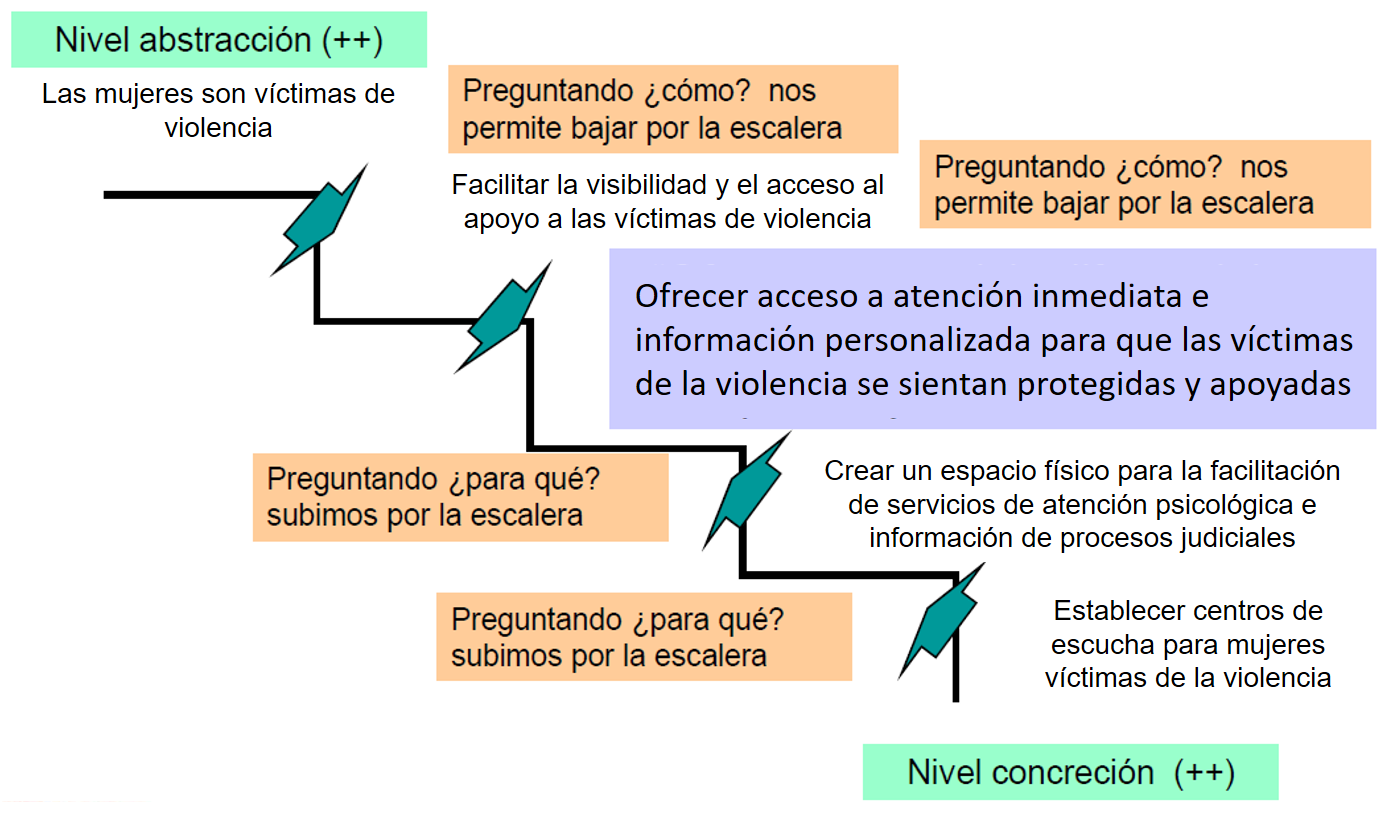 Nivel abstracción (++)
Las mujeres son víctimas de
violencia
Preguntando ¿cómo? nos
permite bajar por la escalera
Preguntando ¿cómo? nos
permite bajar por la escalera
Facilitar la visibilidad y el acceso al
apoyo a las víctimas de violencia
Ofrecer acceso a atención inmediata e
información personalizada para que las víctimas
de la violencia se sientan protegidas y apoyadas
Preguntando ¿para qué?
subimos por la escalera
Crear un espacio físico para la facilitación
de servicios de atención psicológica e
información de procesos judiciales
Preguntando ¿para qué?
subimos por la escalera
Establecer centros de
escucha para mujeres
víctimas de la violencia
Nivel concreción (++)